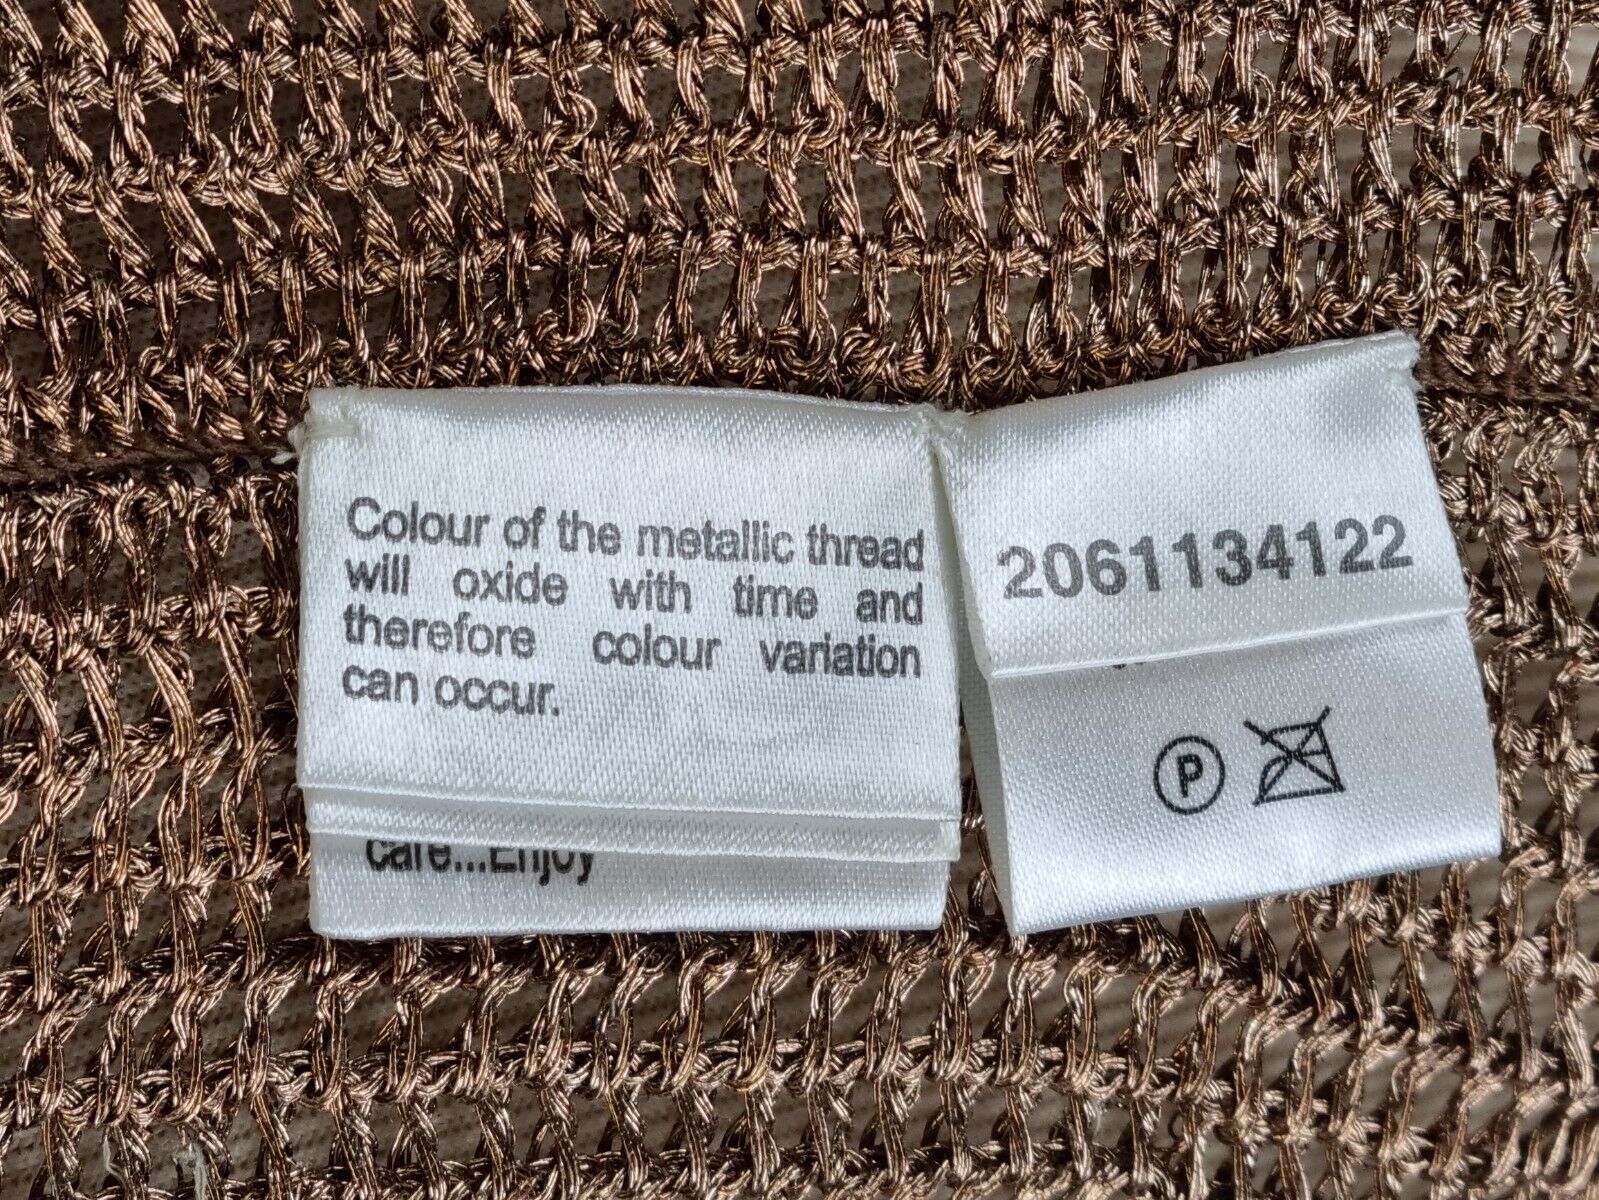 Colour of the metallic thread
will oxide with time and
therefore colour variation
can occur.
care...Enjoy
2061134122
P